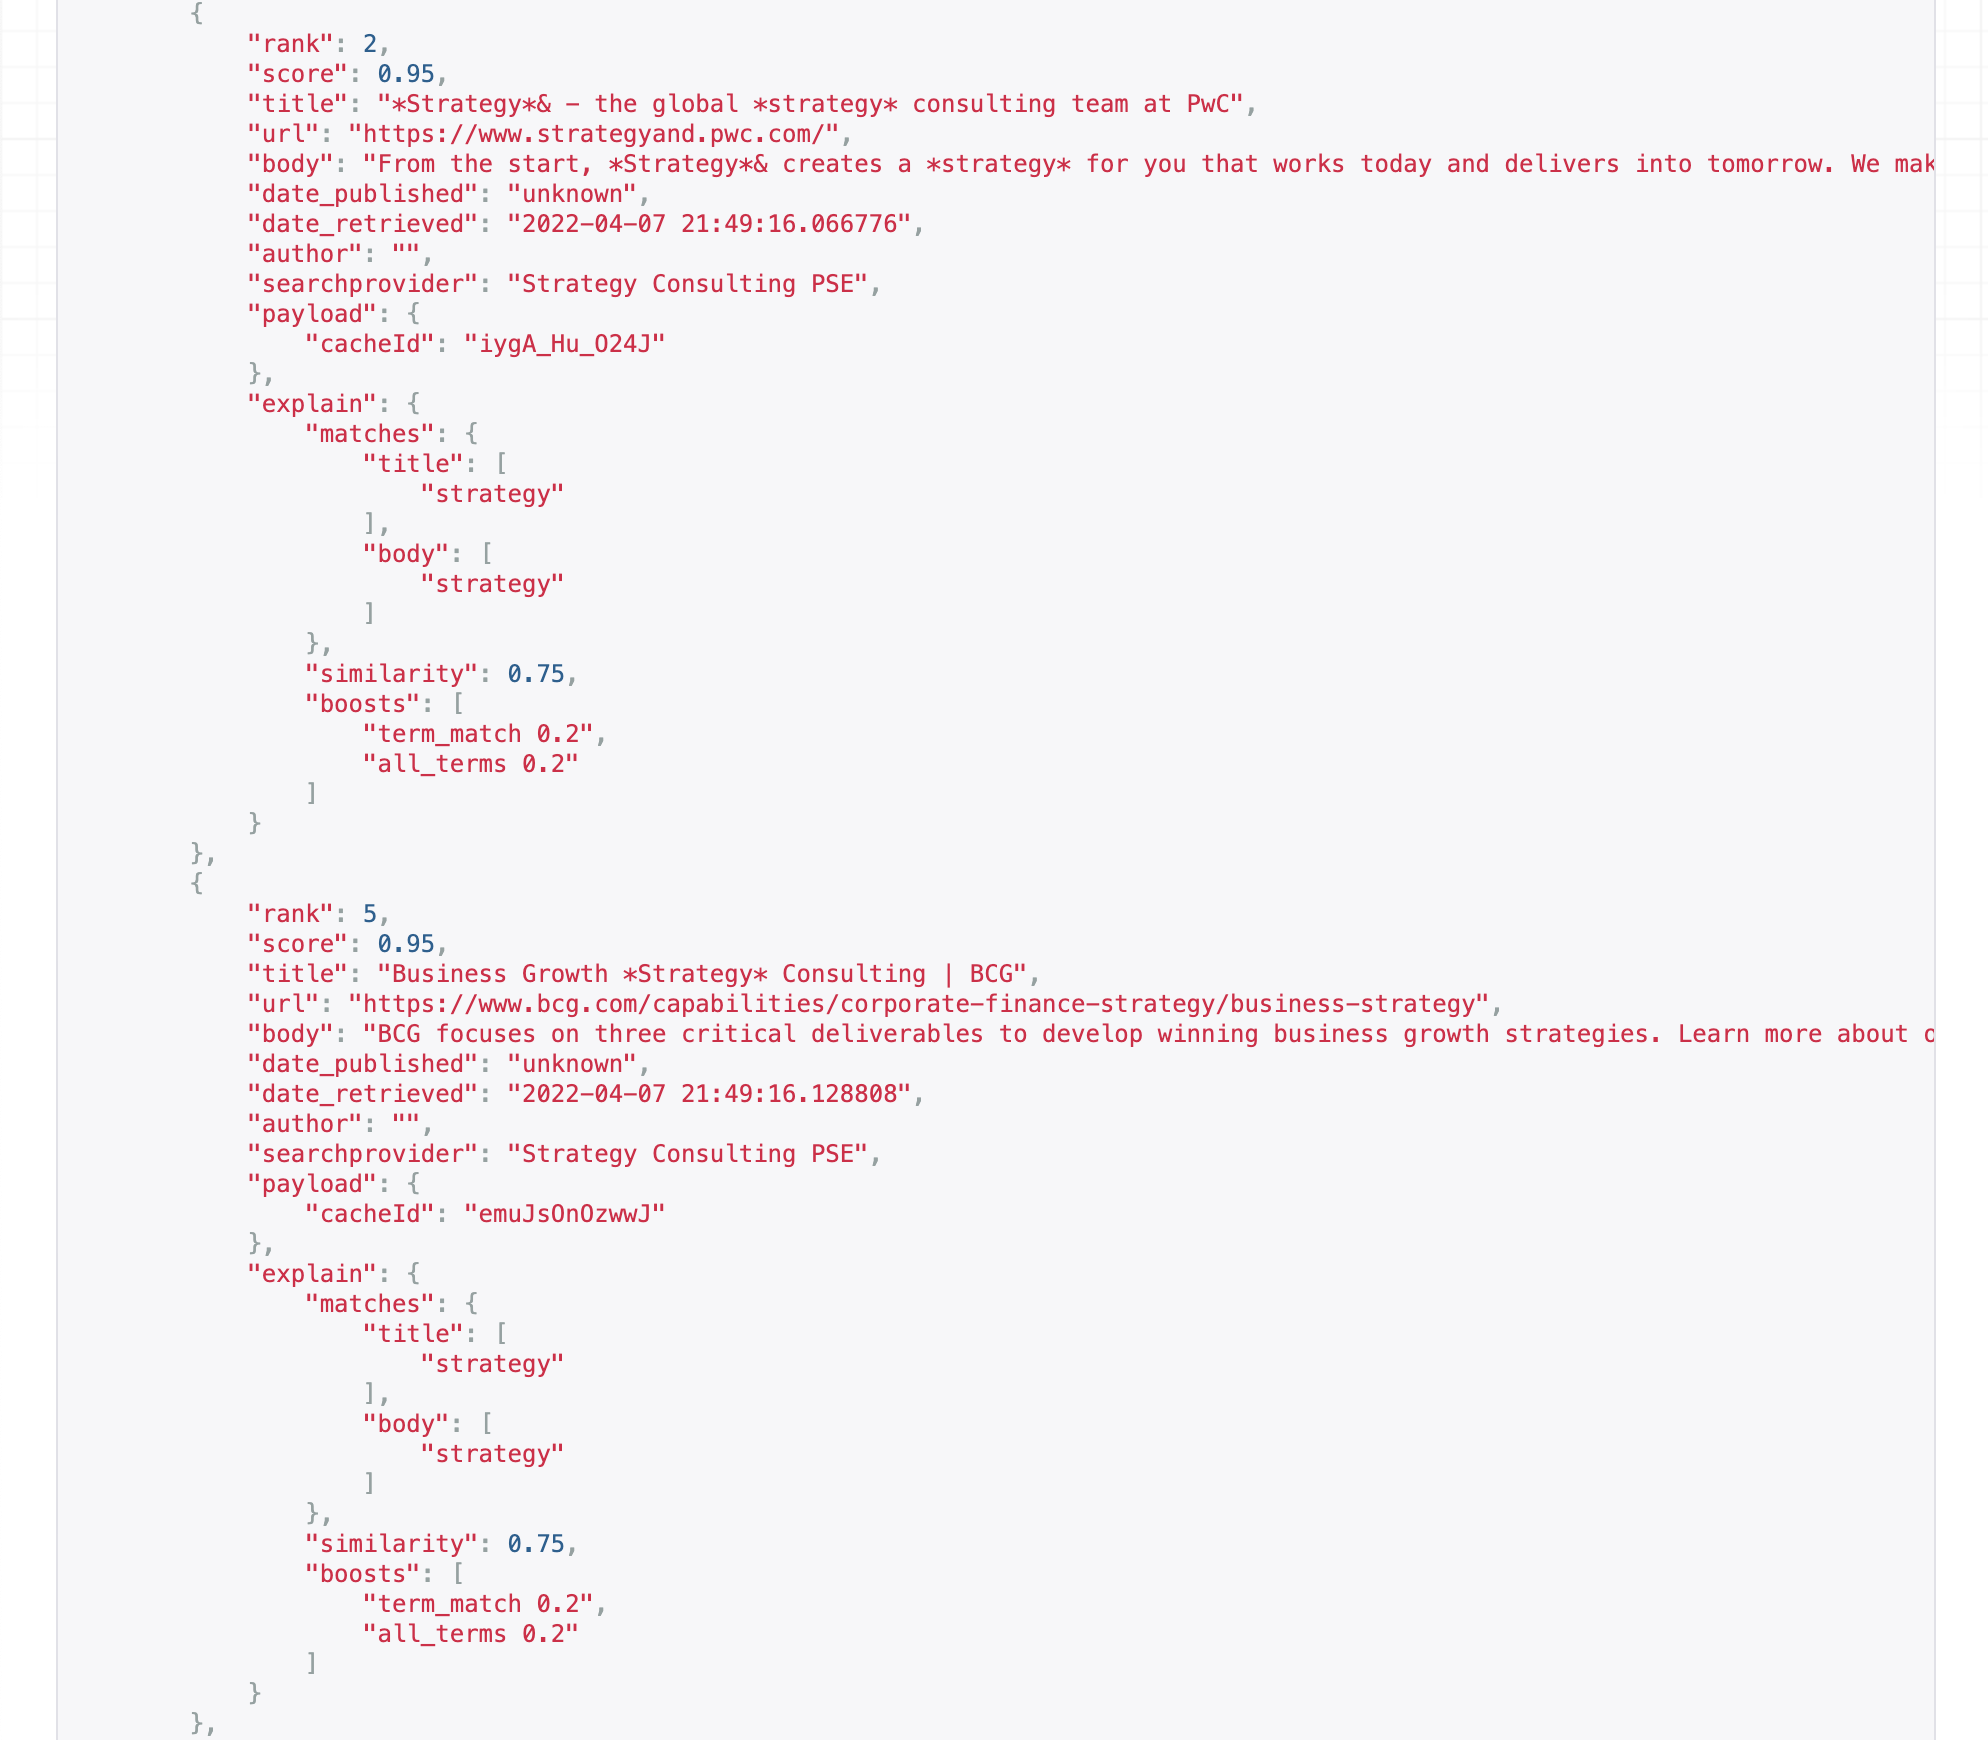 {
"rank": 2,
"score": 0.95,
"title": "*Strategy*& – the global *strategy* consulting team at PwC",
"url": "https://www.strategyand.pwc.com/",
"body": "From the start, *Strategy*& creates a *strategy* for you that works today and delivers into tomorrow. We mak
"date_published": "unknown",
"date_retrieved": "2022-04-07 21:49:16.066776",
"author": "",
"searchprovider": "Strategy Consulting PSE",
"payload": {
"cacheId": "iygA_Hu_O24J"
},
"explain": {
"matches": {
"title": [
"strategy"
],
"body": [
"strategy"
]
},
"similarity": 0.75,
"boosts": [
"term_match 0.2",
"all_terms 0.2"
]
}
},
{
"rank": 5,
"score": 0.95,
"title": "Business Growth *Strategy* Consulting | BCG",
"url": "https://www.bcg.com/capabilities/corporate-finance-strategy/business-strategy",
"body": "BCG focuses on three critical deliverables to develop winning business growth strategies. Learn more about o
"date_published": "unknown",
"date_retrieved": "2022-04-07 21:49:16.128808",
"author": "",
"searchprovider": "Strategy Consulting PSE",
"payload": {
"cacheId": "emuJsOnOzwwJ"
},
"explain": {
"matches": {
"title": [
"strategy"
],
"body": [
"strategy"
]
},
"similarity": 0.75,
"boosts": [
"term_match 0.2",
"all_terms 0.2"
]
}
},